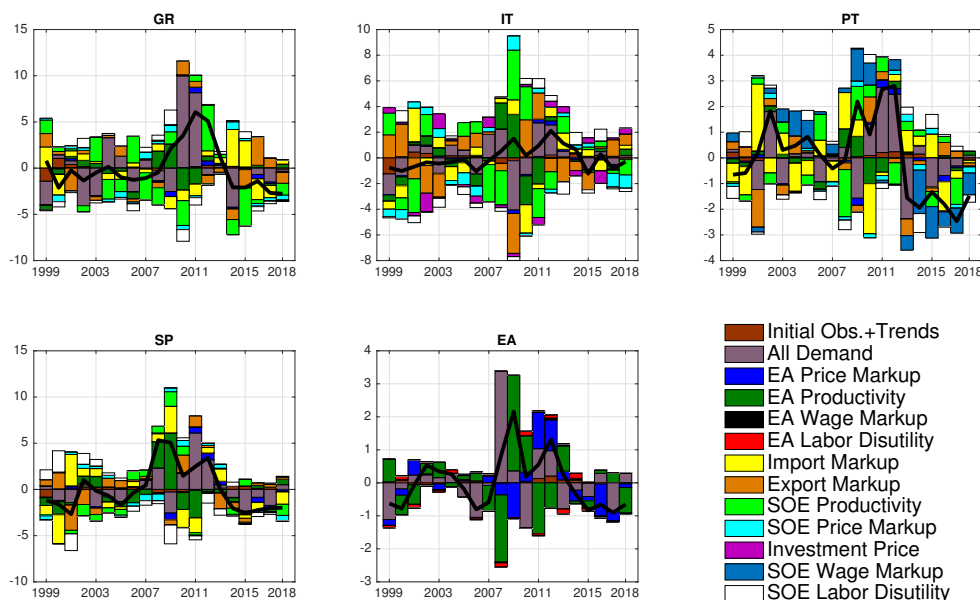 GR
15
10
5
0
-5
-10
1999 2003 2007 2011 2015 2018
IT
10
8
6
4
2
0
-2
-4
-6
-8
1999 2003 2007 2011 2015 2018
PT
5
4
3
2
1
0
-1
-2
-3
-4
1999 2003 2007 2011 2015 2018
SP
15
10
5
0
-5
-10
1999 2003 2007 2011 2015 2018
EA
4
3
2
1
0
-1
-2
-3
1999 2003 2007 2011 2015 2018
Initial Obs.+Trends
All Demand
EA Price Markup
EA Productivity
EA Wage Markup
EA Labor Disutility
Import Markup
Export Markup
SOE Productivity
SOE Price Markup
Investment Price
SOE Wage Markup
SOE Labor Disutility